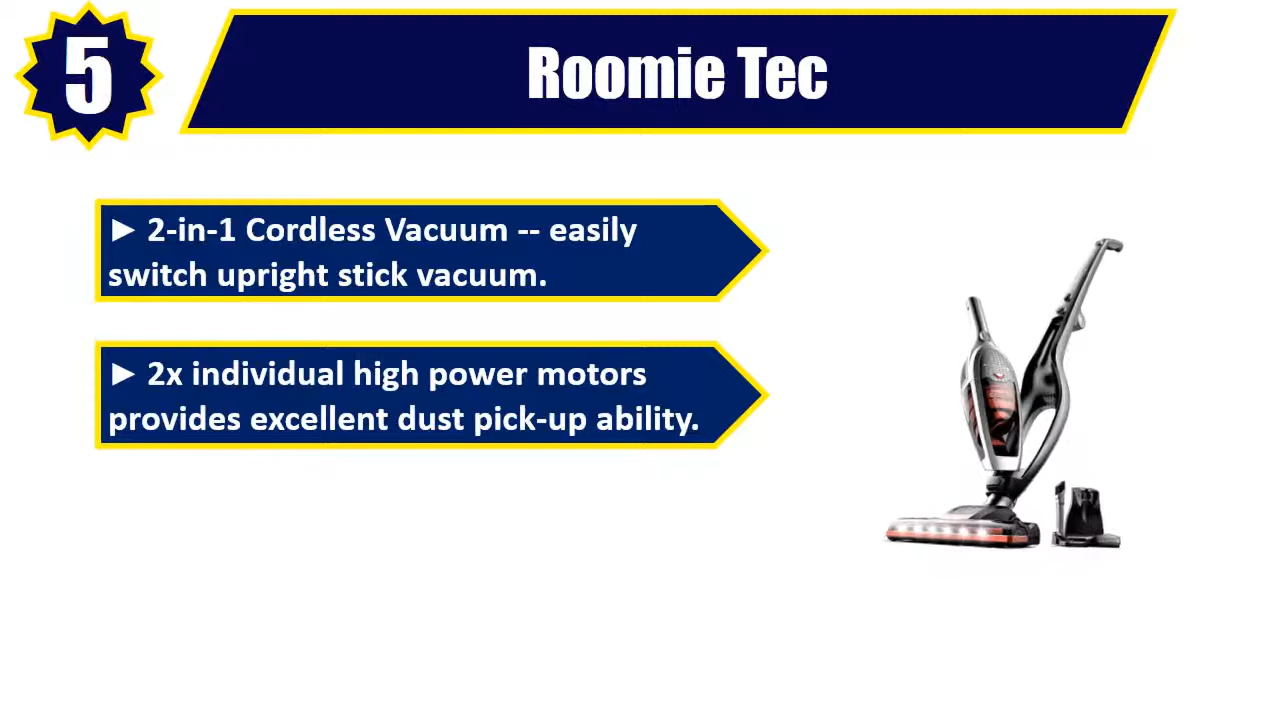 5
Roomie Tec
► 2-in-1 Cordless Vacuum -- easily
switch upright stick vacuum.
► 2x individual high power motors
provides excellent dust pick-up ability.